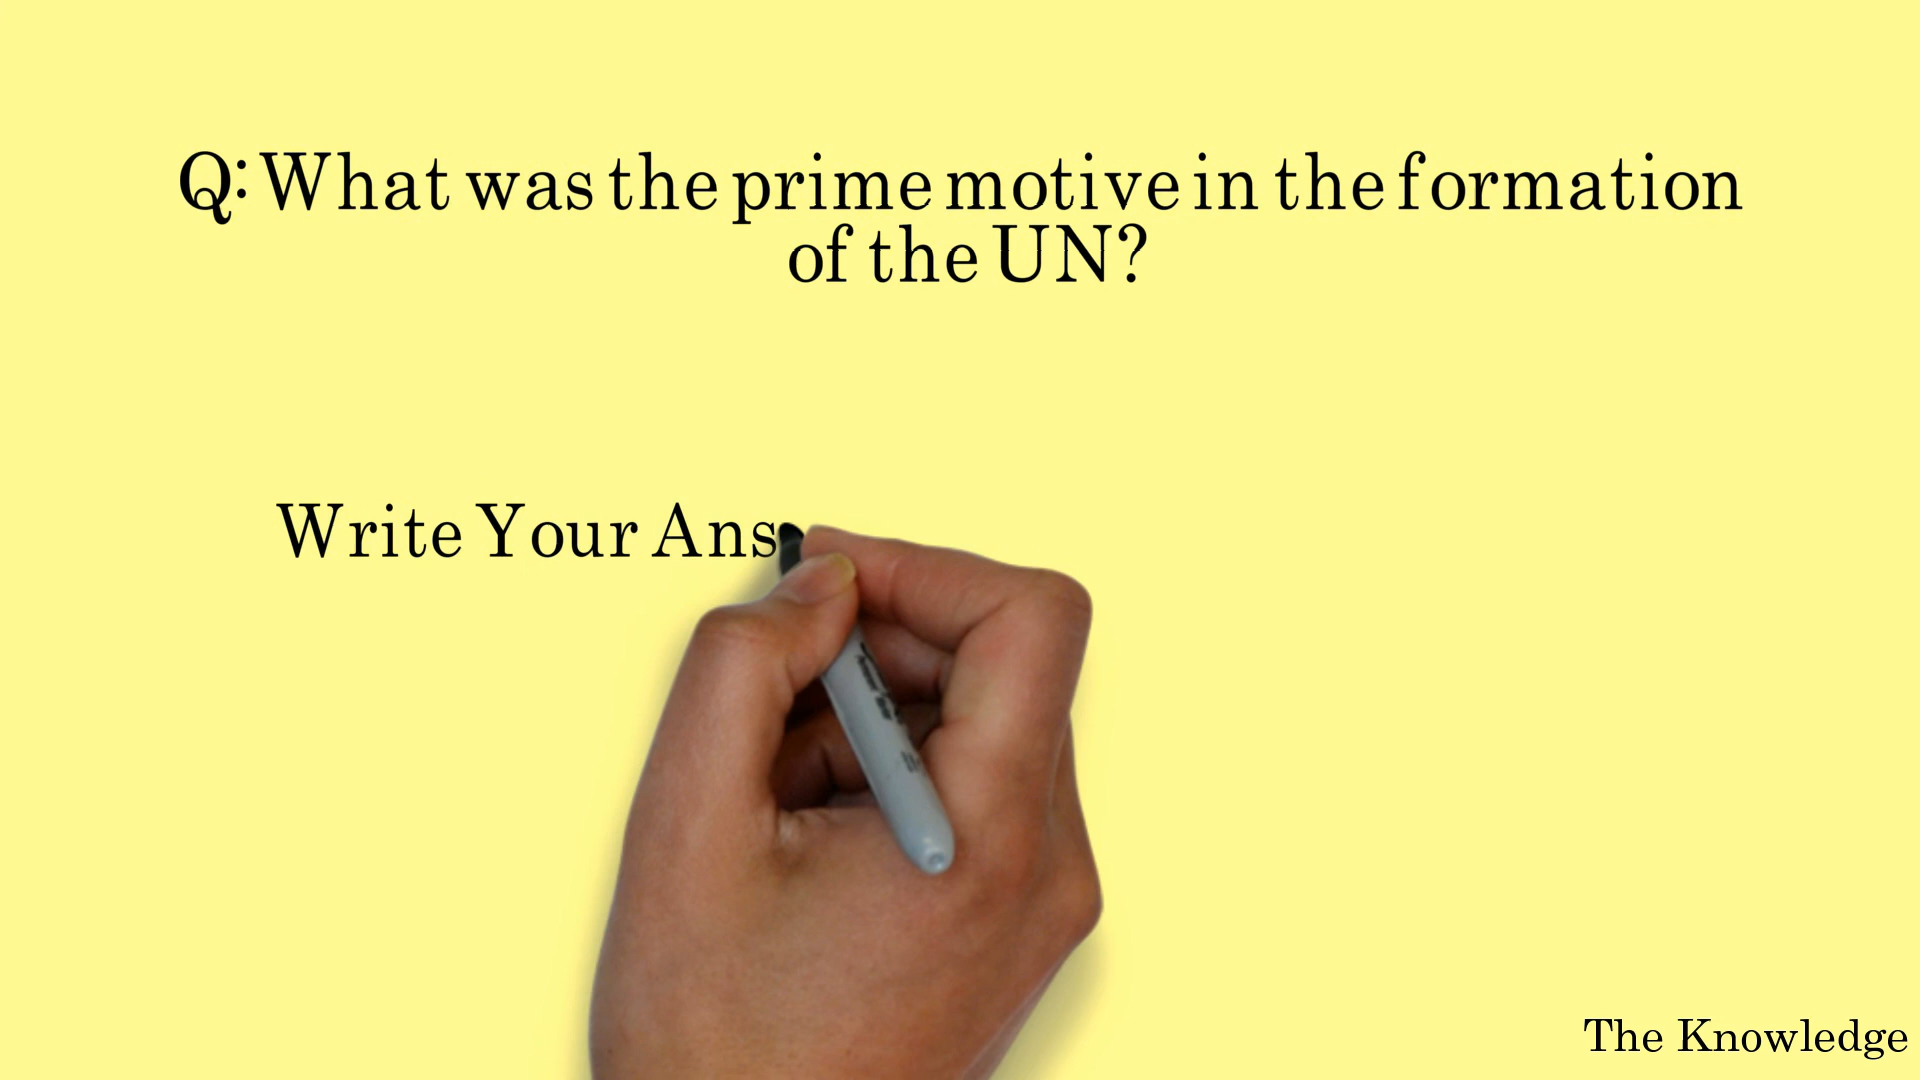 Q: What was the prime motive in the formation
of the UN?
Write Your Ans
The Knowledge